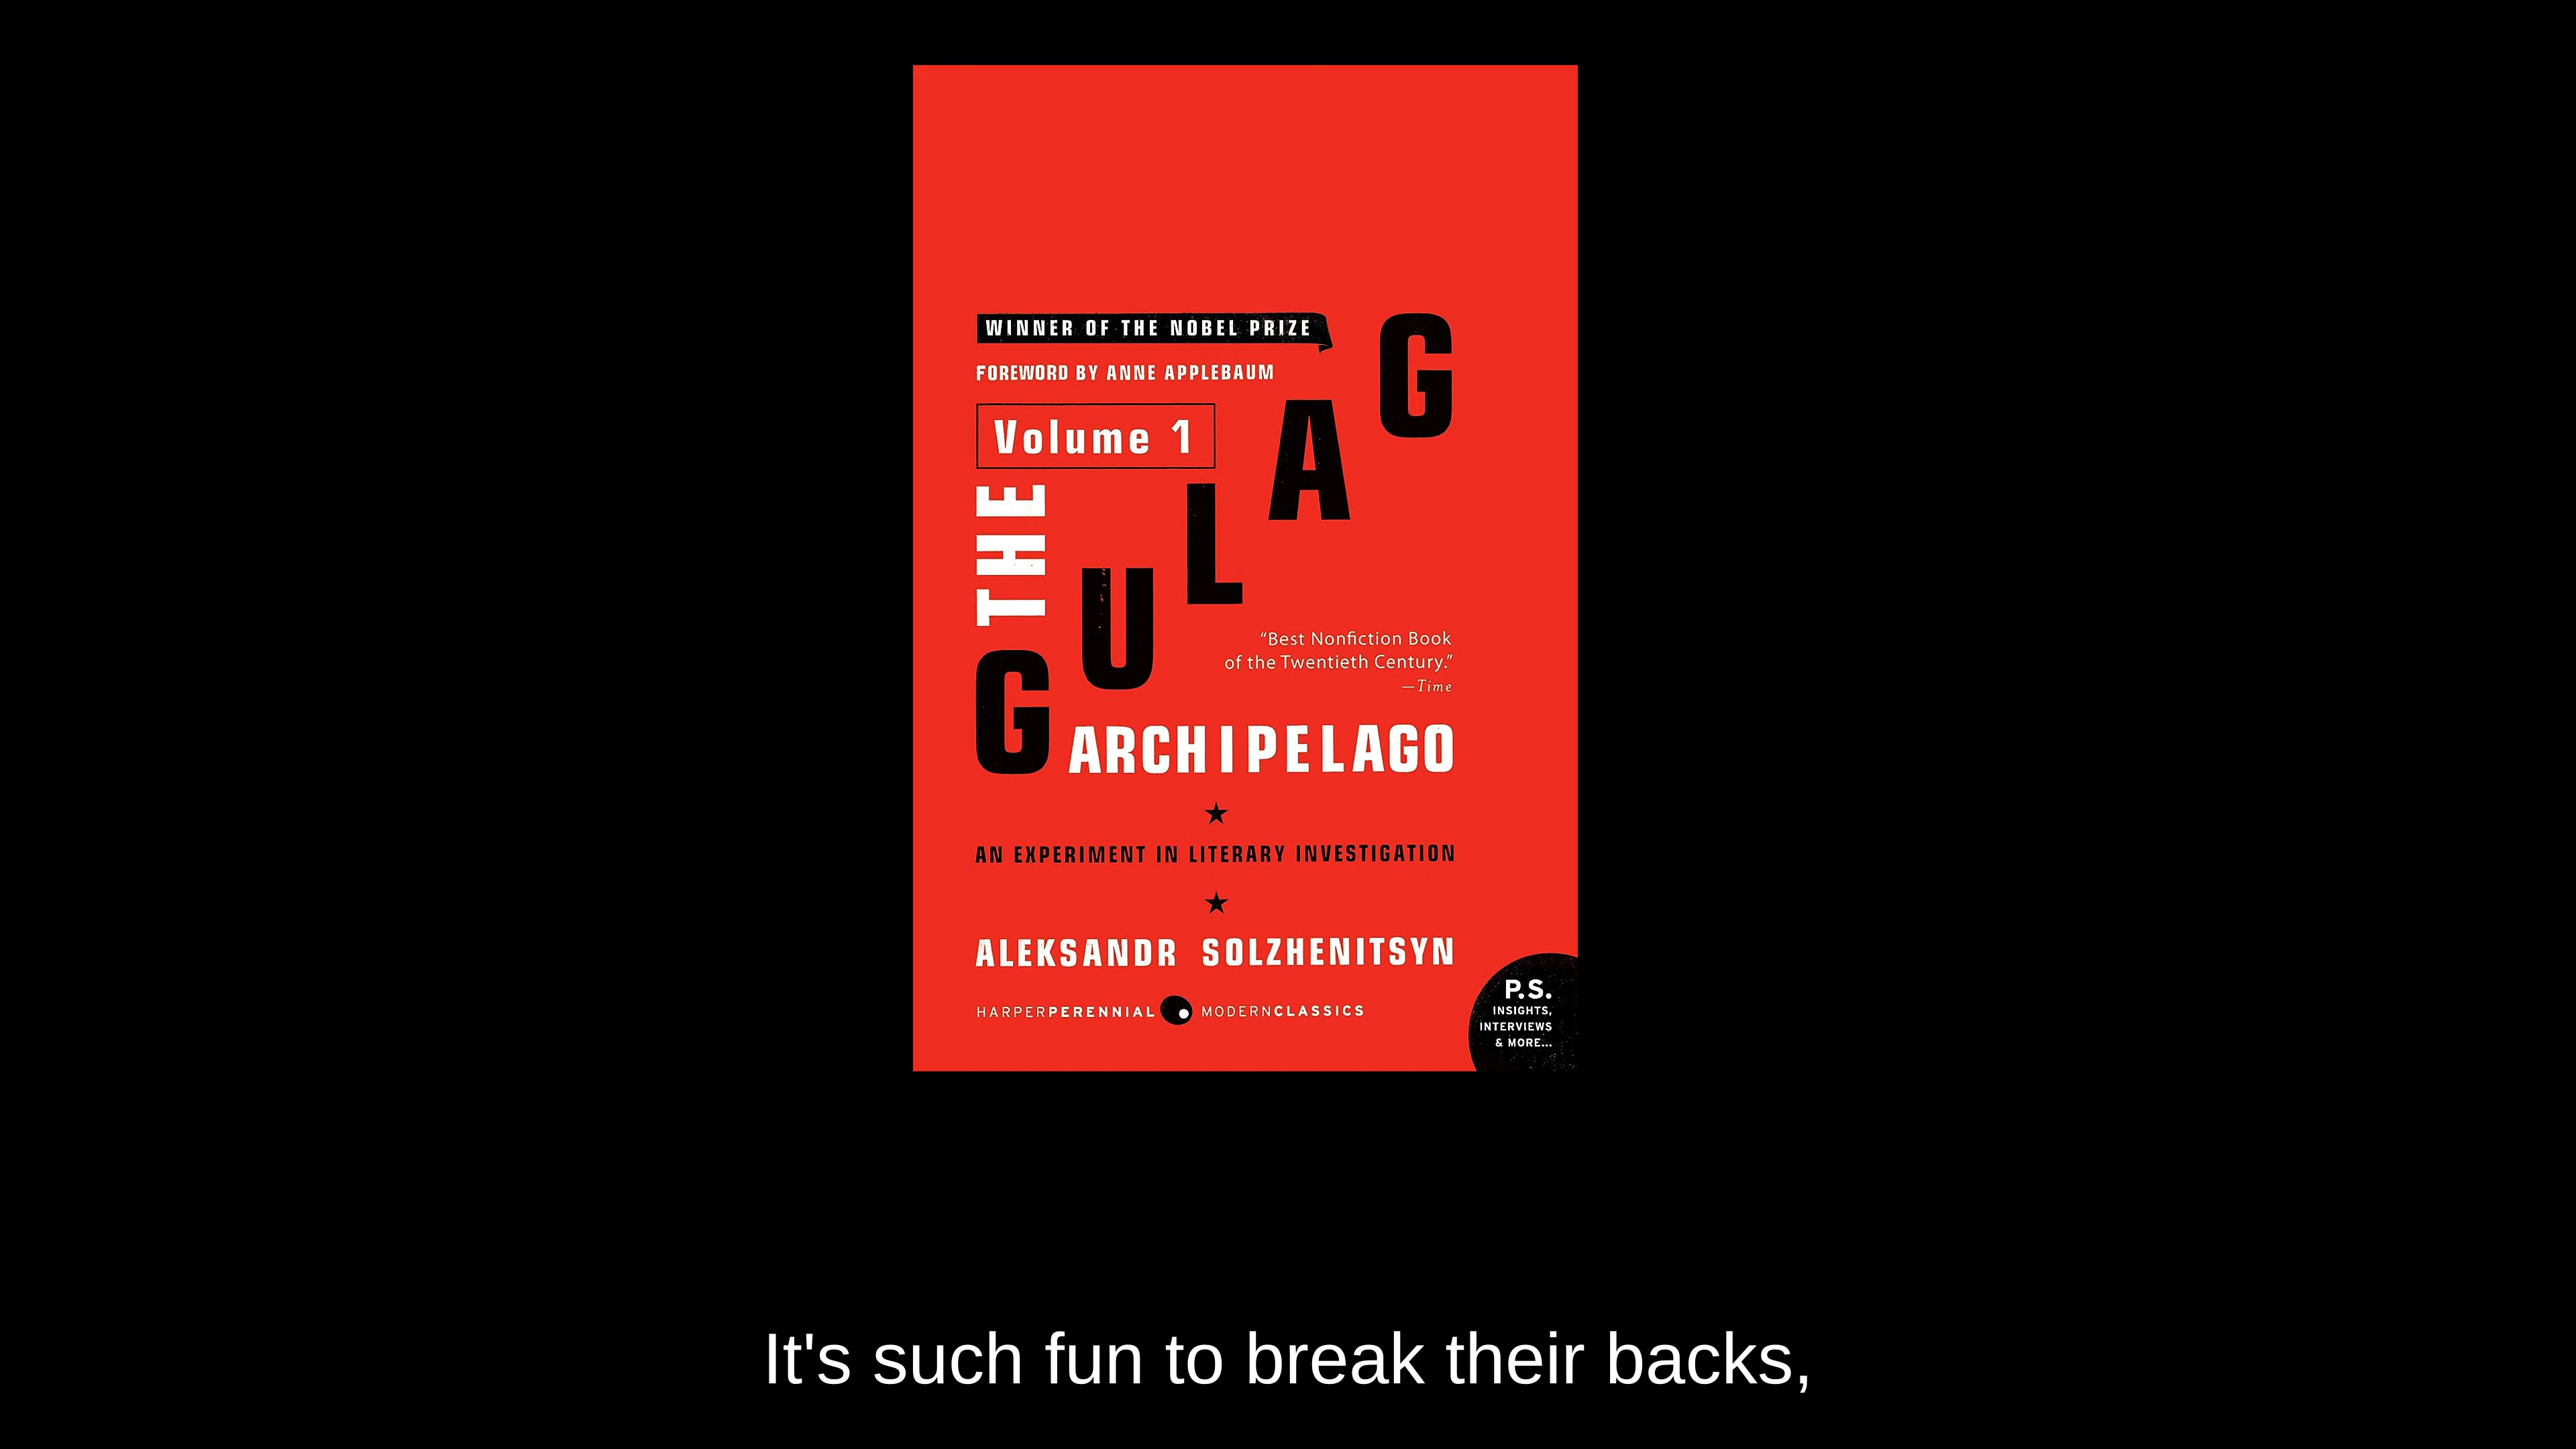 WINNER OF THE NOBEL PRIZE
FOREWORD BY ANNE APPLEBAUM
Volume 1
THE
GULAG
"Best Nonfiction Book
of the Twentieth Century."
—Time
ARCHIPELAGO
AN EXPERIMENT IN LITERARY INVESTIGATION
ALEKSANDR SOLZHENITSYN
HARPERPERENNIAL MODERNCLASSICS
P.S.
INSIGHTS,
INTERVIEWS
& MORE...
It's such fun to break their backs,